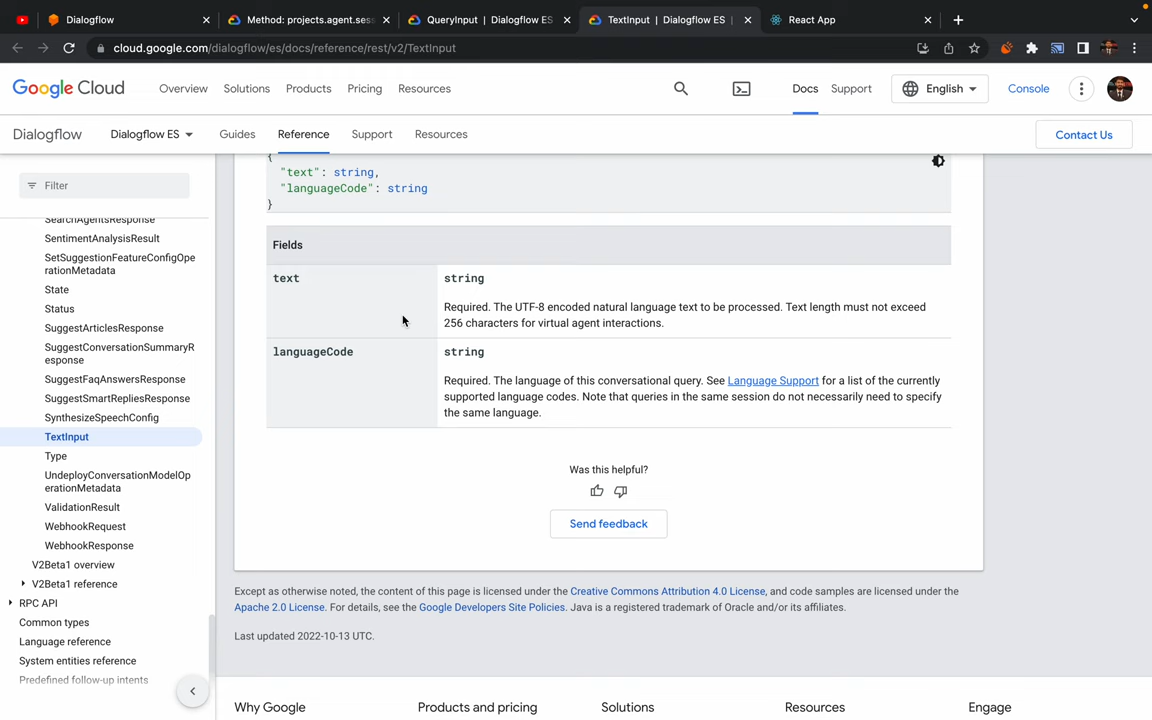 Dialogflow
Method: projects.agent.sess
QueryInput | Dialogflow ES
TextInput | Dialogflow ES |
React App
cloud.google.com/dialogflow/es/docs/reference/rest/v2/TextInput
Google Cloud
Overview
Solutions
Products
Pricing
Resources
Docs
Support
English
Console
Dialogflow
Dialogflow ES
Guides
Reference
Support
Resources
Contact Us
Filter
SearchAgentsResponse
SentimentAnalysisResult
SetSuggestionFeatureConfigOpe
rationMetadata
State
Status
SuggestArticlesResponse
SuggestConversationSummaryR
esponse
SuggestFaqAnswersResponse
SuggestSmartRepliesResponse
SynthesizeSpeechConfig
TextInput
Type
UndeployConversationModelOp
erationMetadata
ValidationResult
WebhookRequest
WebhookResponse
V2Beta1 overview
V2Beta1 reference
RPC API
Common types
Language reference
System entities reference
Predefined follow-up intents
{
"text": string,
"languageCode": string
}
Fields
text
string
Required. The UTF-8 encoded natural language text to be processed. Text length must not exceed
256 characters for virtual agent interactions.
languageCode
string
Required. The language of this conversational query. See Language Support for a list of the currently
supported language codes. Note that queries in the same session do not necessarily need to specify
the same language.
Was this helpful?
Send feedback
Except as otherwise noted, the content of this page is licensed under the Creative Commons Attribution 4.0 License, and code samples are licensed under the
Apache 2.0 License. For details, see the Google Developers Site Policies. Java is a registered trademark of Oracle and/or its affiliates.
Last updated 2022-10-13 UTC.
Why Google
Products and pricing
Solutions
Resources
Engage